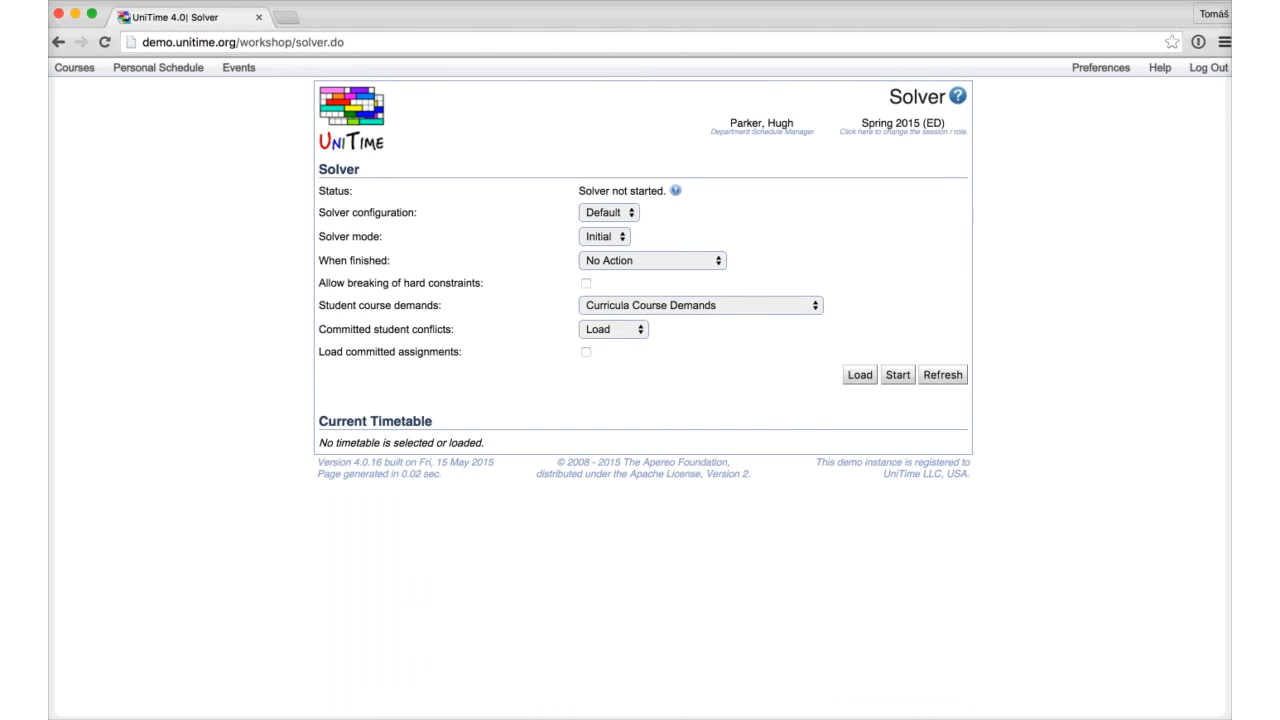 UniTime 4.0| Solver
Tomáš
demo.unitime.org/workshop/solver.do
Courses Personal Schedule Events Preferences Help Log Out
UniTime
Solver
Parker, Hugh Spring 2015 (ED)
Department Schedule Manager Click here to change the session / role.
Solver
Status: Solver not started.
Solver configuration: Default
Solver mode: Initial
When finished: No Action
Allow breaking of hard constraints:
Student course demands: Curricula Course Demands
Committed student conflicts: Load
Load committed assignments:
Load Start Refresh
Current Timetable
No timetable is selected or loaded.
Version 4.0.16 built on Fri, 15 May 2015 © 2008 - 2015 The Apereo Foundation, This demo instance is registered to
Page generated in 0.02 sec. distributed under the Apache License, Version 2. UniTime LLC, USA.